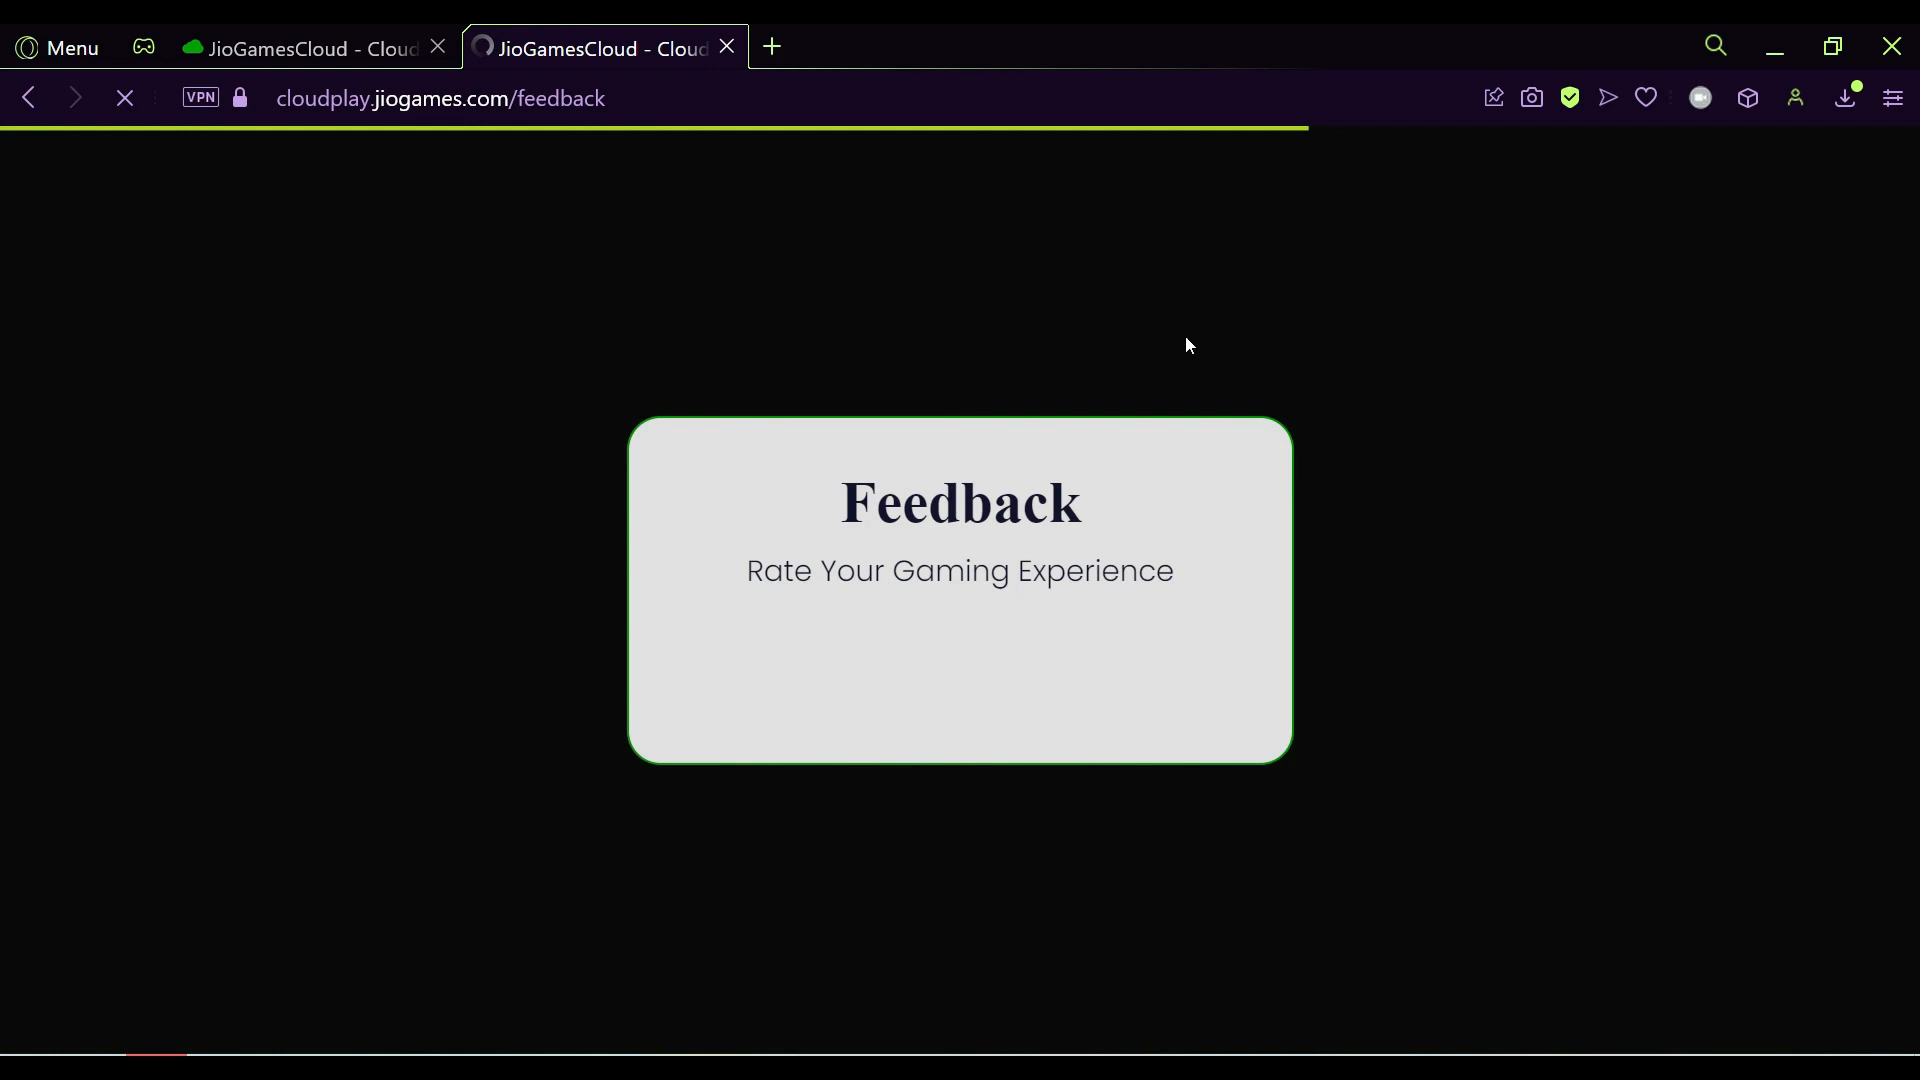 Menu
JioGamesCloud - Cloud
JioGamesCloud - Cloud
VPN
cloudplay.jiogames.com/feedback
Feedback
Rate Your Gaming Experience